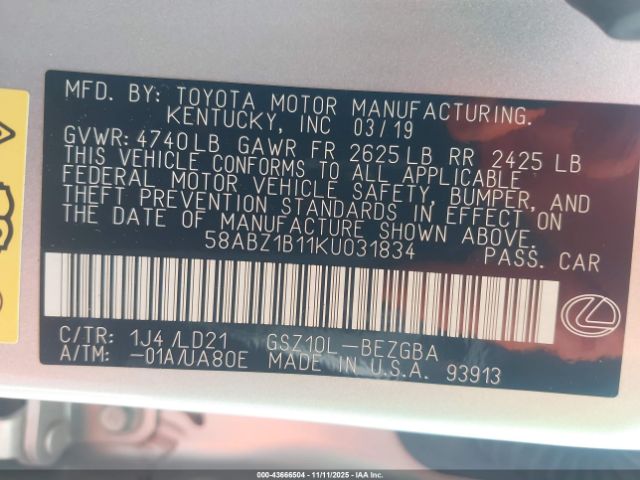 MFD. BY: TOYOTA MOTOR MANUFACTURING.
KENTUCKY, INC 03/19
GVWR: 4740LB GAWR FR 2625LB RR 2425 LB
THIS VEHICLE CONFORMS TO ALL APPLICABLE
FEDERAL MOTOR VEHICLE SAFETY, BUMPER, AND
THEFT PREVENTION STANDARDS IN EFFECT ON
THE DATE OF MANUFACTURE SHOWN ABOVE.
58ABZ1B11KU031834 PASS. CAR
C/TR: 1J4/LD21 GSZ10L-BEZGBA
A/TM: -01A/UA80E MADE IN U.S.A. 93913
000-43666504 - 11/11/2025 - IAAI INC.